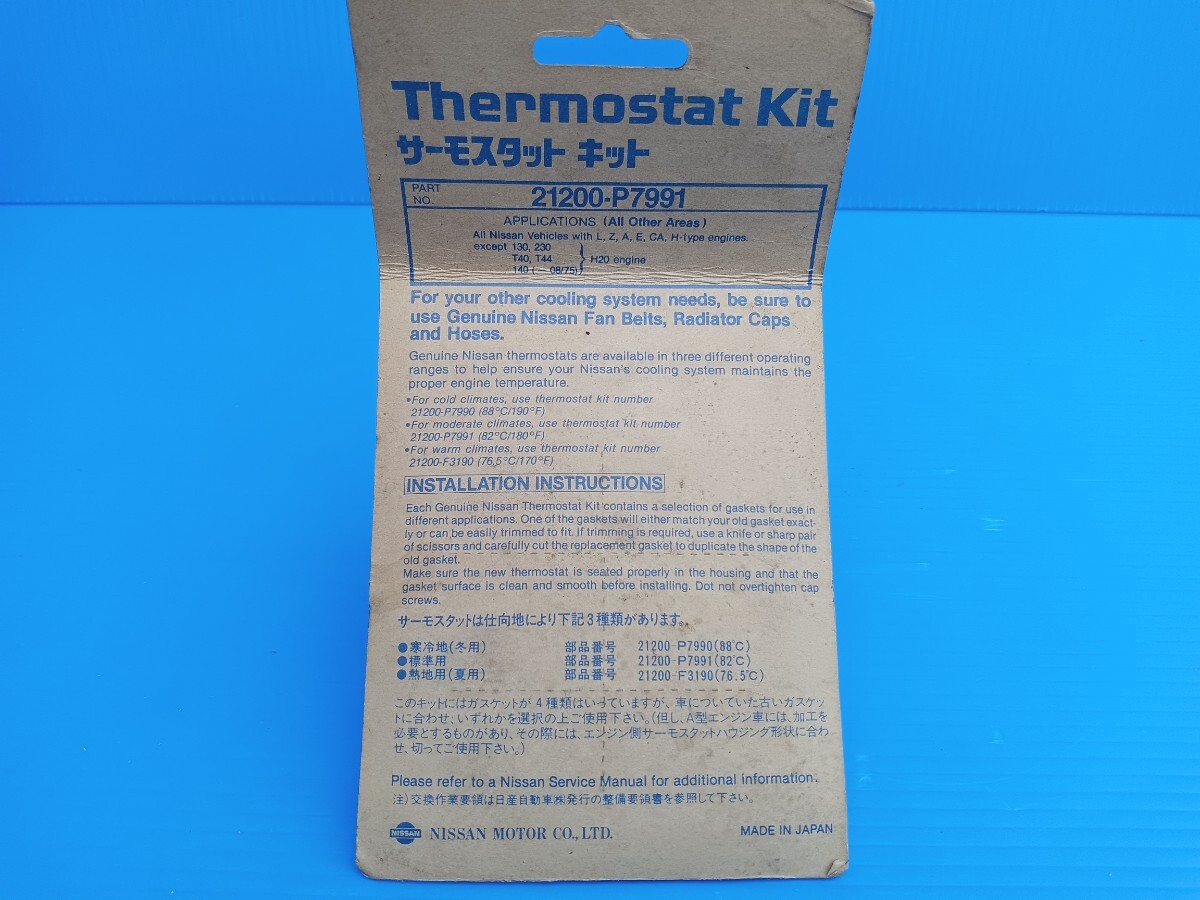 Thermostat Kit
サーモスタット キット
PART NO. 21200-P7991
APPLICATIONS (All Other Areas)
All Nissan Vehicles with L, Z, A, E, CA, H-type engines.
except 130, 230
T40, T44 } H20 engine
140 ( — 08/75)
For your other cooling system needs, be sure to
use Genuine Nissan Fan Belts, Radiator Caps
and Hoses.
Genuine Nissan thermostats are available in three different operating
ranges to help ensure your Nissan's cooling system maintains the
proper engine temperature.
•For cold climates, use thermostat kit number
21200-P7990 (88°C/190°F)
•For moderate climates, use thermostat kit number
21200-P7991 (82°C/180°F)
•For warm climates, use thermostat kit number
21200-F3190 (76,5°C/170°F)
INSTALLATION INSTRUCTIONS
Each Genuine Nissan Thermostat Kit contains a selection of gaskets for use in
different applications. One of the gaskets will either match your old gasket exact-
ly or can be easily trimmed to fit. If trimming is required, use a knife or sharp pair
of scissors and carefully cut the replacement gasket to duplicate the shape of the
old gasket.
Make sure the new thermostat is seated properly in the housing and that the
gasket surface is clean and smooth before installing. Dot not overtighten cap
screws.
サーモスタットは仕向地により下記3種類があります。
●寒冷地(冬用) 部品番号 21200-P7990(88℃)
●標準用 部品番号 21200-P7991(82℃)
●熱地用(夏用) 部品番号 21200-F3190(76.5℃)
このキットにはガスケットが4種類はいっていますが、車についていた古いガスケッ
トに合わせ、いずれかを選択の上ご使用下さい。(但し、A型エンジン車には、加工を
必要とするものがあり、その際には、エンジン側サーモスタットハウジング形状に合わ
せ、切ってご使用下さい。)
Please refer to a Nissan Service Manual for additional information.
注)交換作業要領は日産自動車㈱発行の整備要領書を参照して下さい。
NISSAN NISSAN MOTOR CO., LTD. MADE IN JAPAN